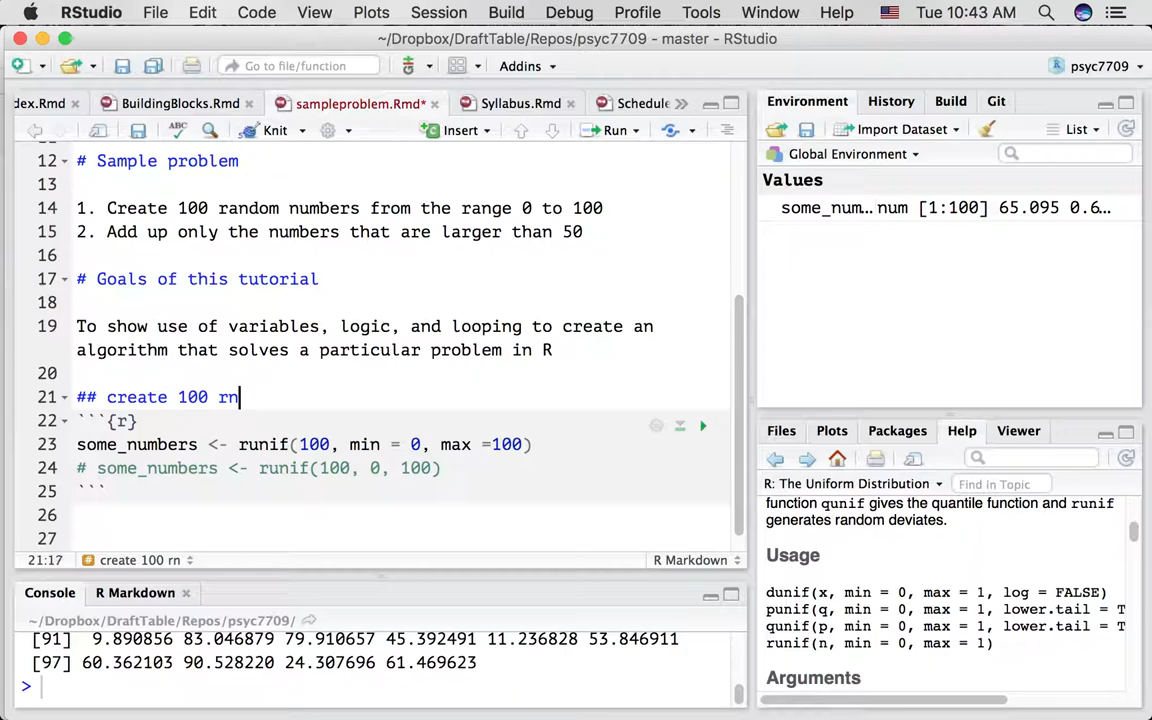 RStudio File Edit Code View Plots Session Build Debug Profile Tools Window Help Tue 10:43 AM
~/Dropbox/DraftTable/Repos/psyc7709 - master - RStudio
Go to file/function Addins psyc7709
dex.Rmd BuildingBlocks.Rmd sampleproblem.Rmd* Syllabus.Rmd Schedule
ABC Knit Insert Run
12 # Sample problem
13
14 1. Create 100 random numbers from the range 0 to 100
15 2. Add up only the numbers that are larger than 50
16
17 # Goals of this tutorial
18
19 To show use of variables, logic, and looping to create an
algorithm that solves a particular problem in R
20
21 ## create 100 rn
22 ```{r}
23 some_numbers <- runif(100, min = 0, max =100)
24 # some_numbers <- runif(100, 0, 100)
25 ```
26
27
21:17 # create 100 rn R Markdown
Console R Markdown
~/Dropbox/DraftTable/Repos/psyc7709/
[91] 9.890856 83.046879 79.910657 45.392491 11.236828 53.846911
[97] 60.362103 90.528220 24.307696 61.469623
>
Environment History Build Git
Import Dataset List
Global Environment
Values
some_num… num [1:100] 65.095 0.6…
Files Plots Packages Help Viewer
R: The Uniform Distribution Find in Topic
function qunif gives the quantile function and runif
generates random deviates.
Usage
dunif(x, min = 0, max = 1, log = FALSE)
punif(q, min = 0, max = 1, lower.tail = T
qunif(p, min = 0, max = 1, lower.tail = T
runif(n, min = 0, max = 1)
Arguments